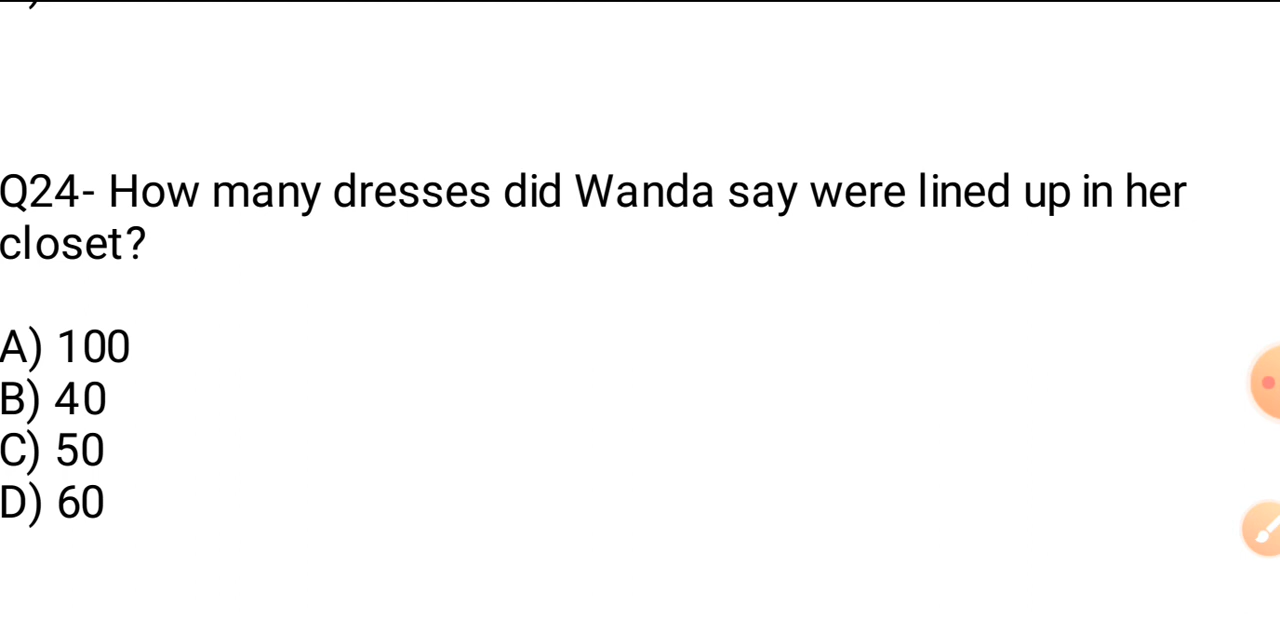 Q24- How many dresses did Wanda say were lined up in her
closet?
A) 100
B) 40
C) 50
D) 60